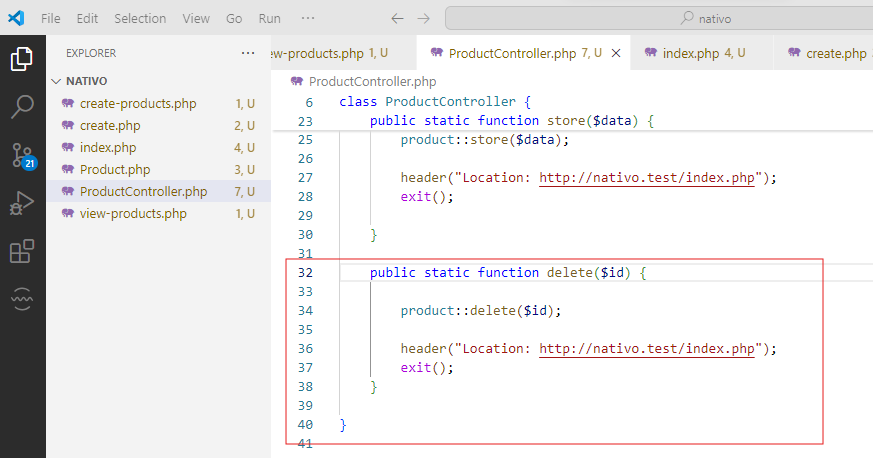 File Edit Selection View Go Run ··· nativo
EXPLORER ···
NATIVO
create-products.php 1, U
create.php 2, U
index.php 4, U
Product.php 3, U
ProductController.php 7, U
view-products.php 1, U
21
ew-products.php 1, U ProductController.php 7, U index.php 4, U create.php
ProductController.php
6 class ProductController {
23 public static function store($data) {
25 product::store($data);
26
27 header("Location: http://nativo.test/index.php");
28 exit();
29
30 }
31
32 public static function delete($id) {
33
34 product::delete($id);
35
36 header("Location: http://nativo.test/index.php");
37 exit();
38 }
39
40 }
41